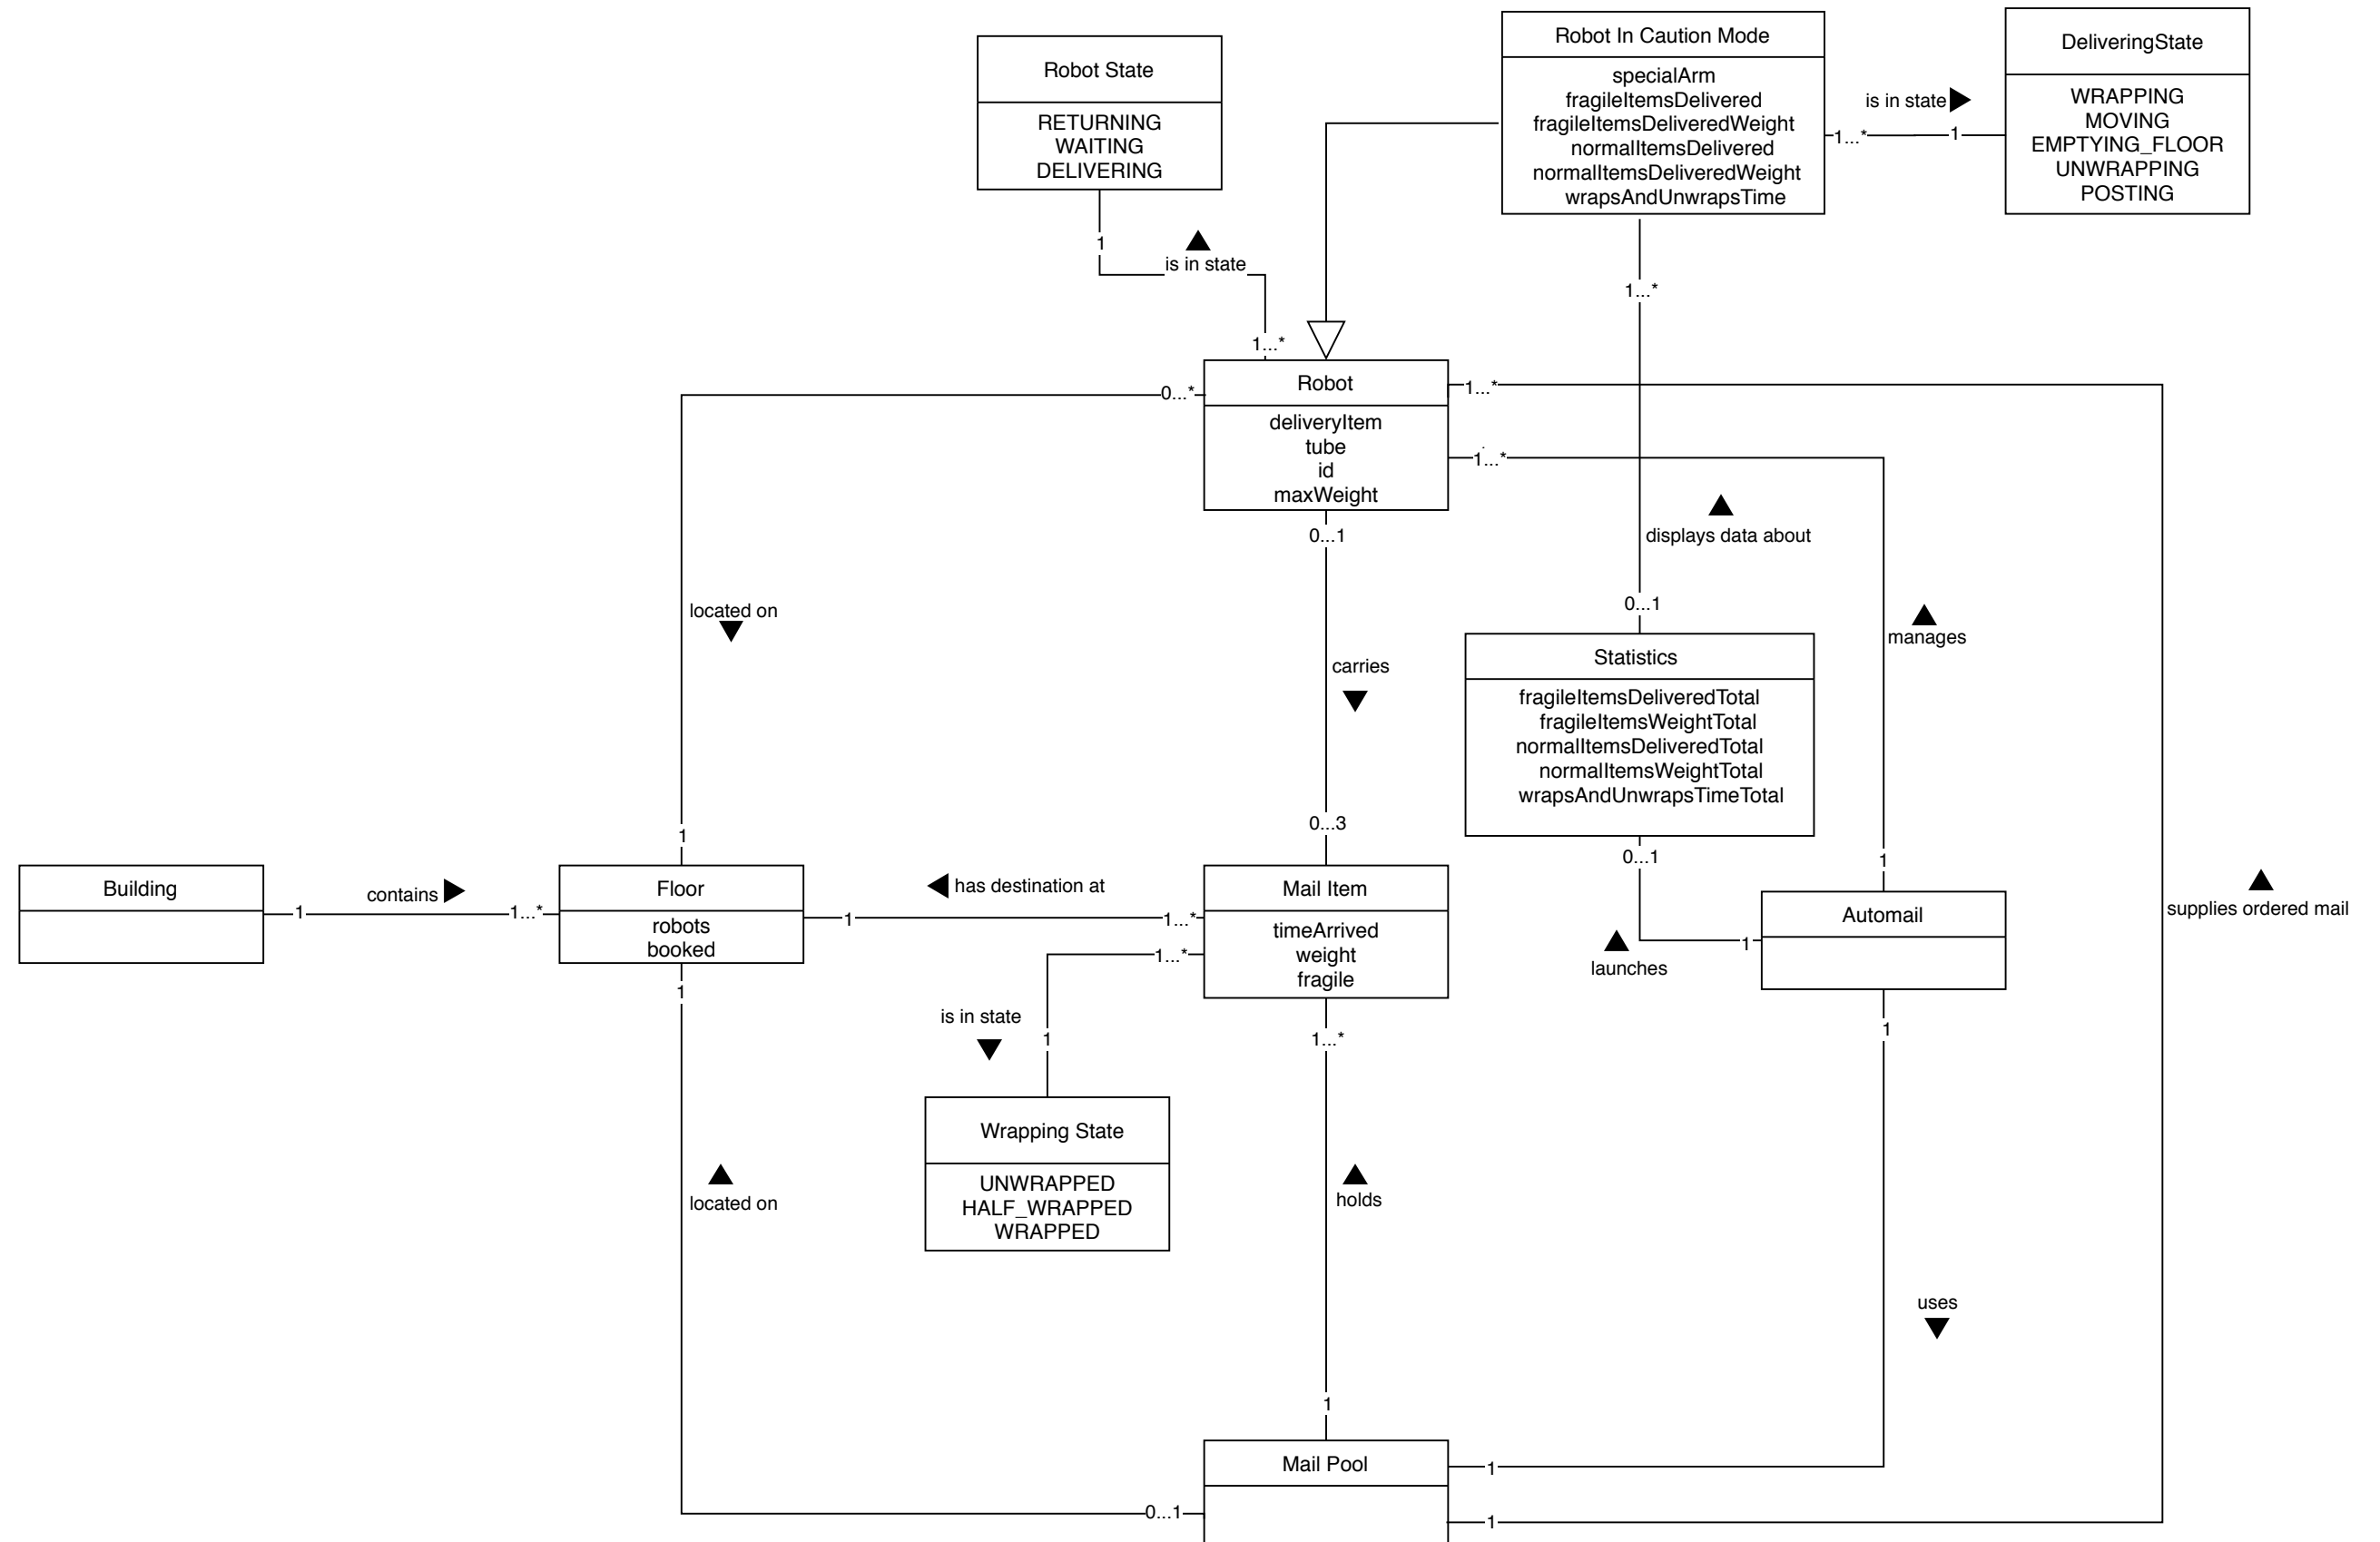 Robot State
RETURNING
WAITING
DELIVERING
Robot In Caution Mode
specialArm
fragileItemsDelivered
fragileItemsDeliveredWeight
normalItemsDelivered
normalItemsDeliveredWeight
wrapsAndUnwrapsTime
is in state
1...*
1
DeliveringState
WRAPPING
MOVING
EMPTYING_FLOOR
UNWRAPPING
POSTING
1
is in state
1...*
1...*
0...*
Robot
deliveryItem
tube
id
maxWeight
1...*
1...*
0...1
displays data about
0...1
located on
carries
manages
Statistics
fragileItemsDeliveredTotal
fragileItemsWeightTotal
normalItemsDeliveredTotal
normalItemsWeightTotal
wrapsAndUnwrapsTimeTotal
1
0...3
0...1
1
Building
contains
1
1...*
Floor
robots
booked
has destination at
1
1...*
1...*
Mail Item
timeArrived
weight
fragile
launches
1
Automail
supplies ordered mail
1
is in state
1
1...*
1
Wrapping State
UNWRAPPED
HALF_WRAPPED
WRAPPED
located on
holds
uses
1
Mail Pool
1
0...1
1